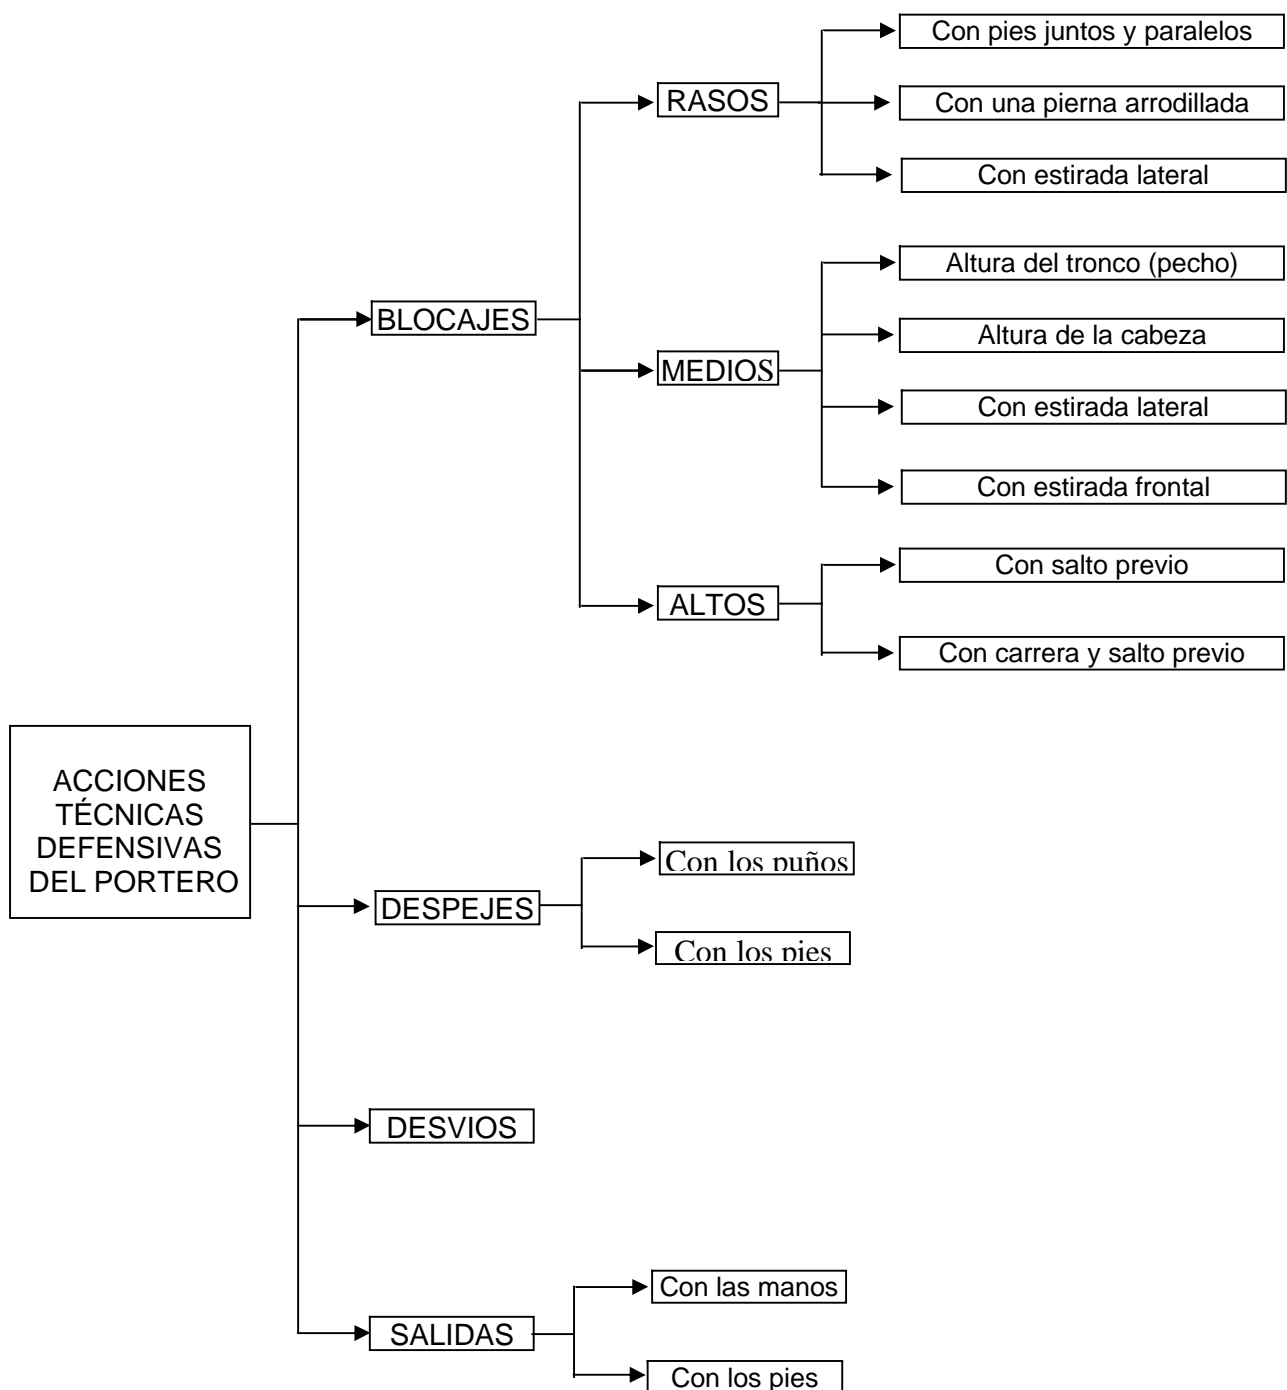 Con pies juntos y paralelos
RASOS
Con una pierna arrodillada
Con estirada lateral
Altura del tronco (pecho)
BLOCAJES
Altura de la cabeza
MEDIOS
Con estirada lateral
Con estirada frontal
Con salto previo
ALTOS
Con carrera y salto previo
ACCIONES
TÉCNICAS
DEFENSIVAS
DEL PORTERO
Con los puños
DESPEJES
Con los pies
DESVIOS
Con las manos
SALIDAS
Con los pies